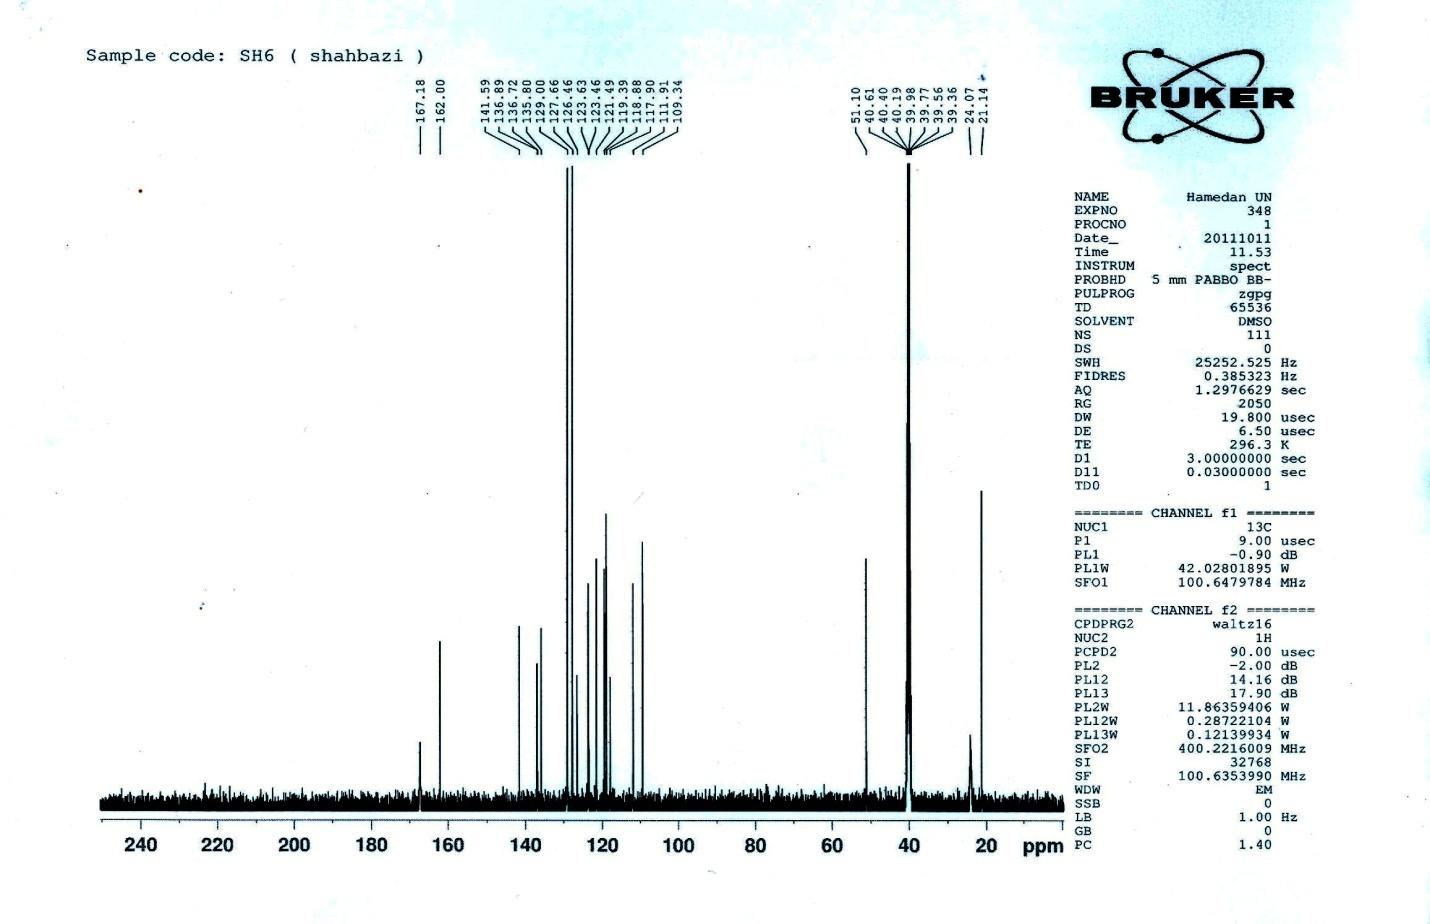 Sample code: SH6 ( shahbazi )
167.18
162.00
141.59
136.89
136.72
135.80
129.00
127.66
126.46
123.63
123.46
121.49
119.39
118.88
117.90
111.91
109.34
51.10
40.61
40.40
40.19
39.98
39.77
39.56
39.36
24.07
21.14
BRUKER
NAME Hamedan UN
EXPNO 348
PROCNO 1
Date_ 20111011
Time 11.53
INSTRUM spect
PROBHD 5 mm PABBO BB-
PULPROG zgpg
TD 65536
SOLVENT DMSO
NS 111
DS 0
SWH 25252.525 Hz
FIDRES 0.385323 Hz
AQ 1.2976629 sec
RG 2050
DW 19.800 usec
DE 6.50 usec
TE 296.3 K
D1 3.00000000 sec
D11 0.03000000 sec
TD0 1
======== CHANNEL f1 ========
NUC1 13C
P1 9.00 usec
PL1 -0.90 dB
PL1W 42.02801895 W
SFO1 100.6479784 MHz
======== CHANNEL f2 ========
CPDPRG2 waltz16
NUC2 1H
PCPD2 90.00 usec
PL2 -2.00 dB
PL12 14.16 dB
PL13 17.90 dB
PL2W 11.86359406 W
PL12W 0.28722104 W
PL13W 0.12139934 W
SFO2 400.2216009 MHz
SI 32768
SF 100.6353990 MHz
WDW EM
SSB 0
LB 1.00 Hz
GB 0
PC 1.40
240 220 200 180 160 140 120 100 80 60 40 20 ppm